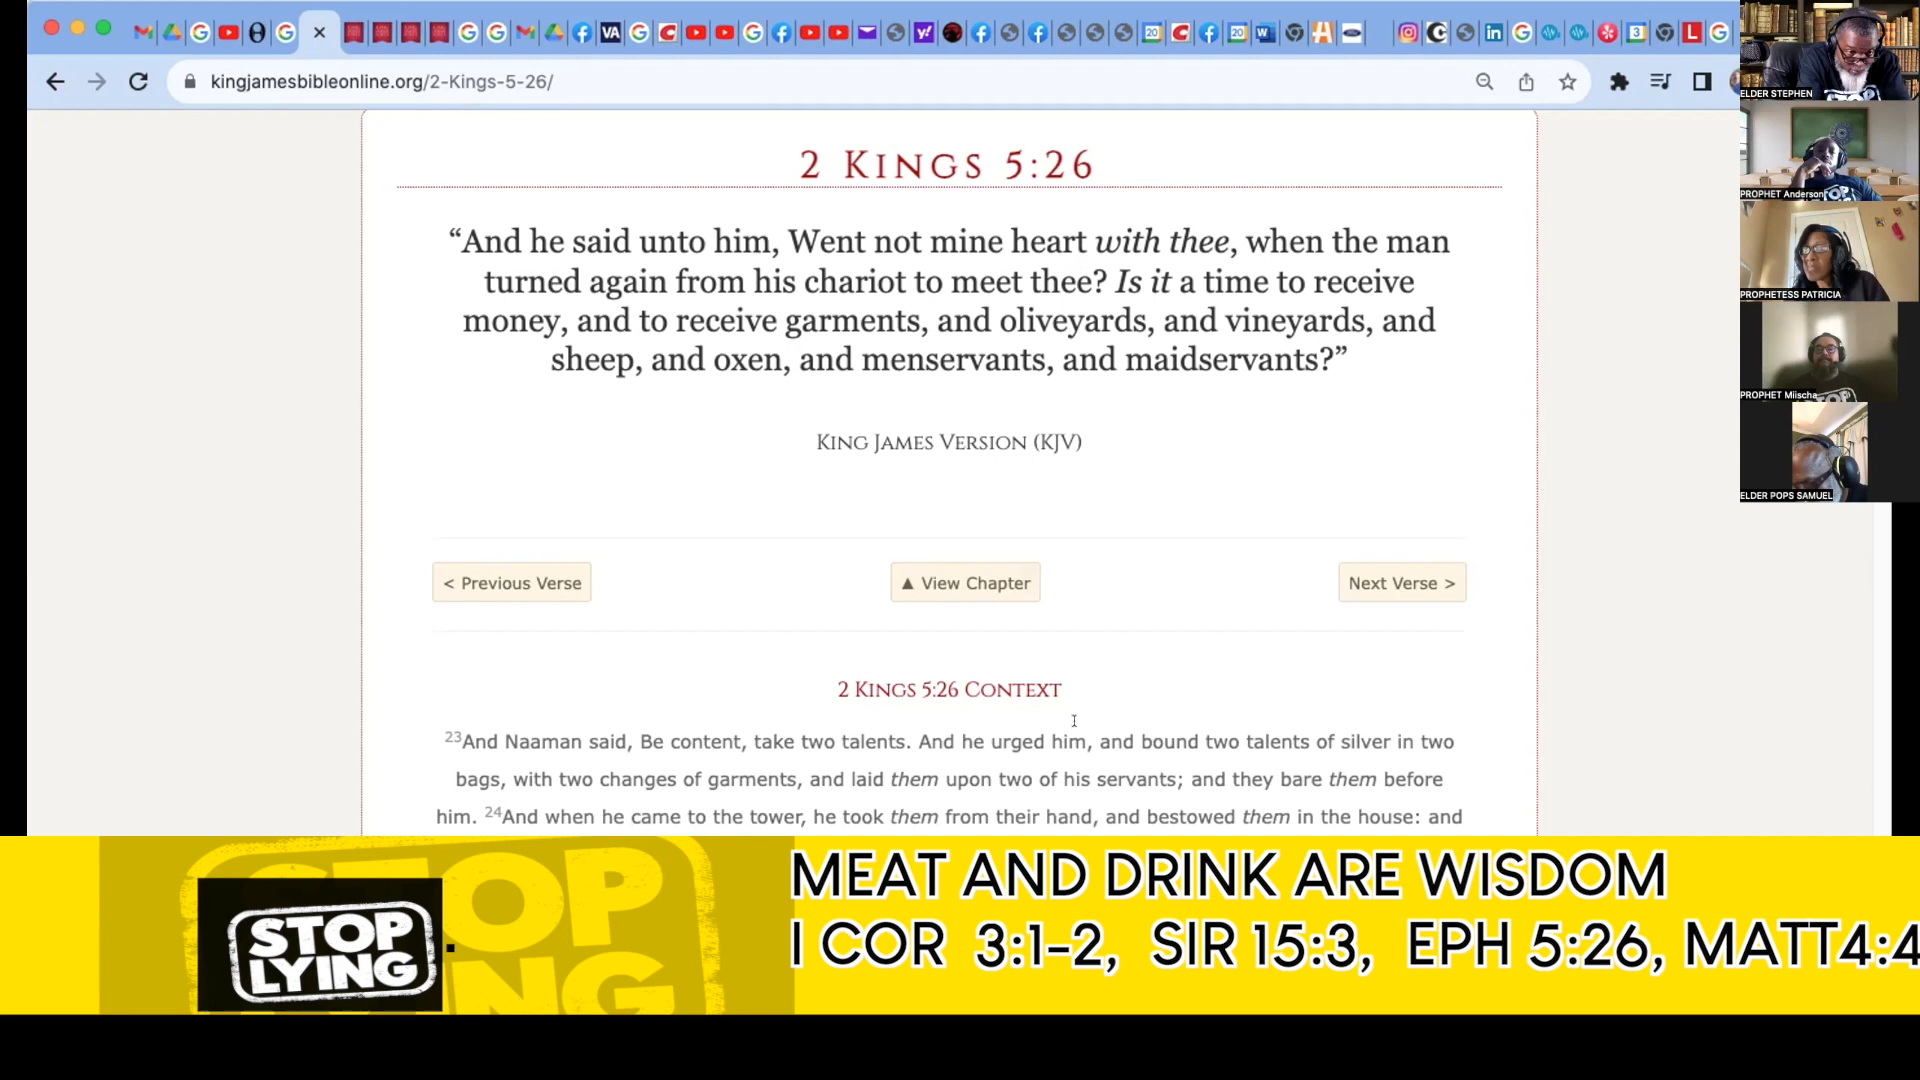 kingjamesbibleonline.org/2-Kings-5-26/
2 KINGS 5:26
“And he said unto him, Went not mine heart with thee, when the man
turned again from his chariot to meet thee? Is it a time to receive
money, and to receive garments, and oliveyards, and vineyards, and
sheep, and oxen, and menservants, and maidservants?”
KING JAMES VERSION (KJV)
< Previous Verse
▲ View Chapter
Next Verse >
2 KINGS 5:26 CONTEXT
23And Naaman said, Be content, take two talents. And he urged him, and bound two talents of silver in two
bags, with two changes of garments, and laid them upon two of his servants; and they bare them before
him. 24And when he came to the tower, he took them from their hand, and bestowed them in the house: and
ELDER STEPHEN
PROPHET Anderson
PROPHETESS PATRICIA
PROPHET Miischa
ELDER POPS SAMUEL
STOP
LYING
MEAT AND DRINK ARE WISDOM
I COR 3:1-2, SIR 15:3, EPH 5:26, MATT4:4